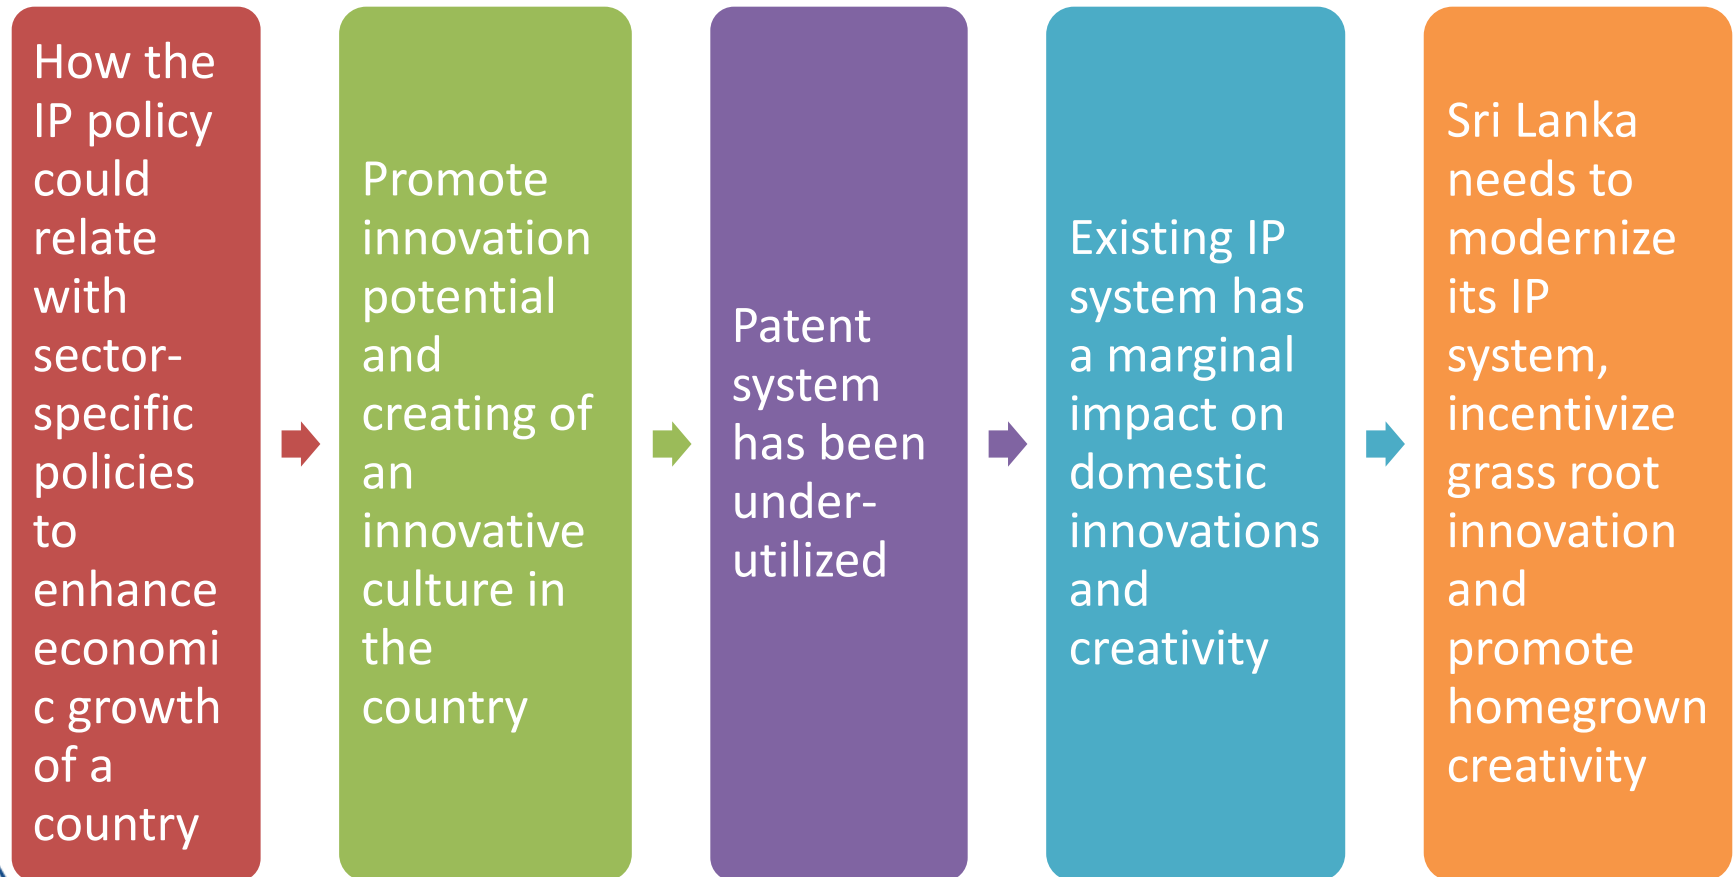 How the
IP policy
could
relate
with
sector-
specific
policies
to
enhance
economi
c growth
of a
country
Promote
innovation
potential
and
creating of
an
innovative
culture in
the
country
Patent
system
has been
under-
utilized
Existing IP
system has
a marginal
impact on
domestic
innovations
and
creativity
Sri Lanka
needs to
modernize
its IP
system,
incentivize
grass root
innovation
and
promote
homegrown
creativity